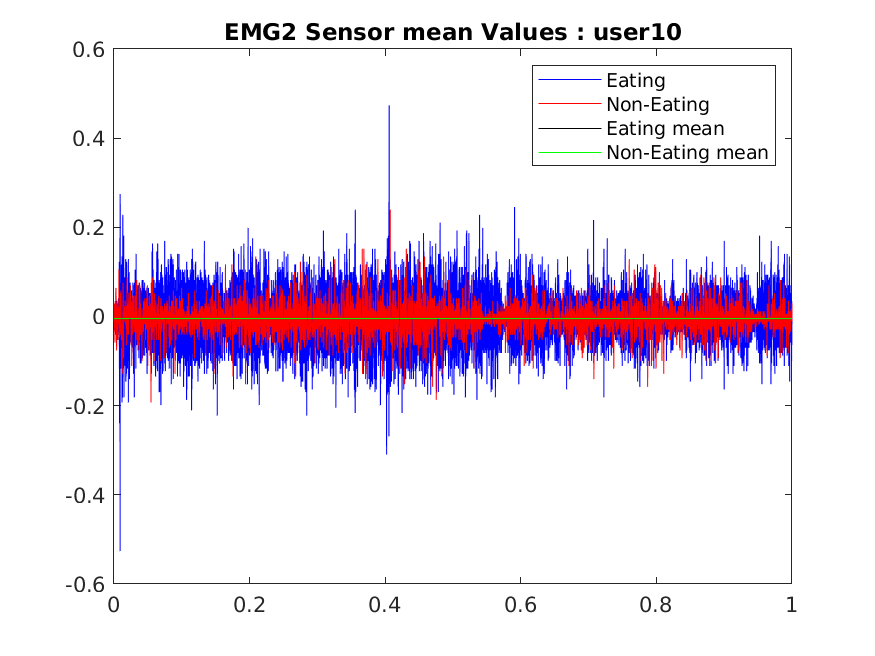 EMG2 Sensor mean Values : user10
0.6
0.4
0.2
0
-0.2
-0.4
-0.6
Eating
Non-Eating
Eating mean
Non-Eating mean
0 0.2 0.4 0.6 0.8 1